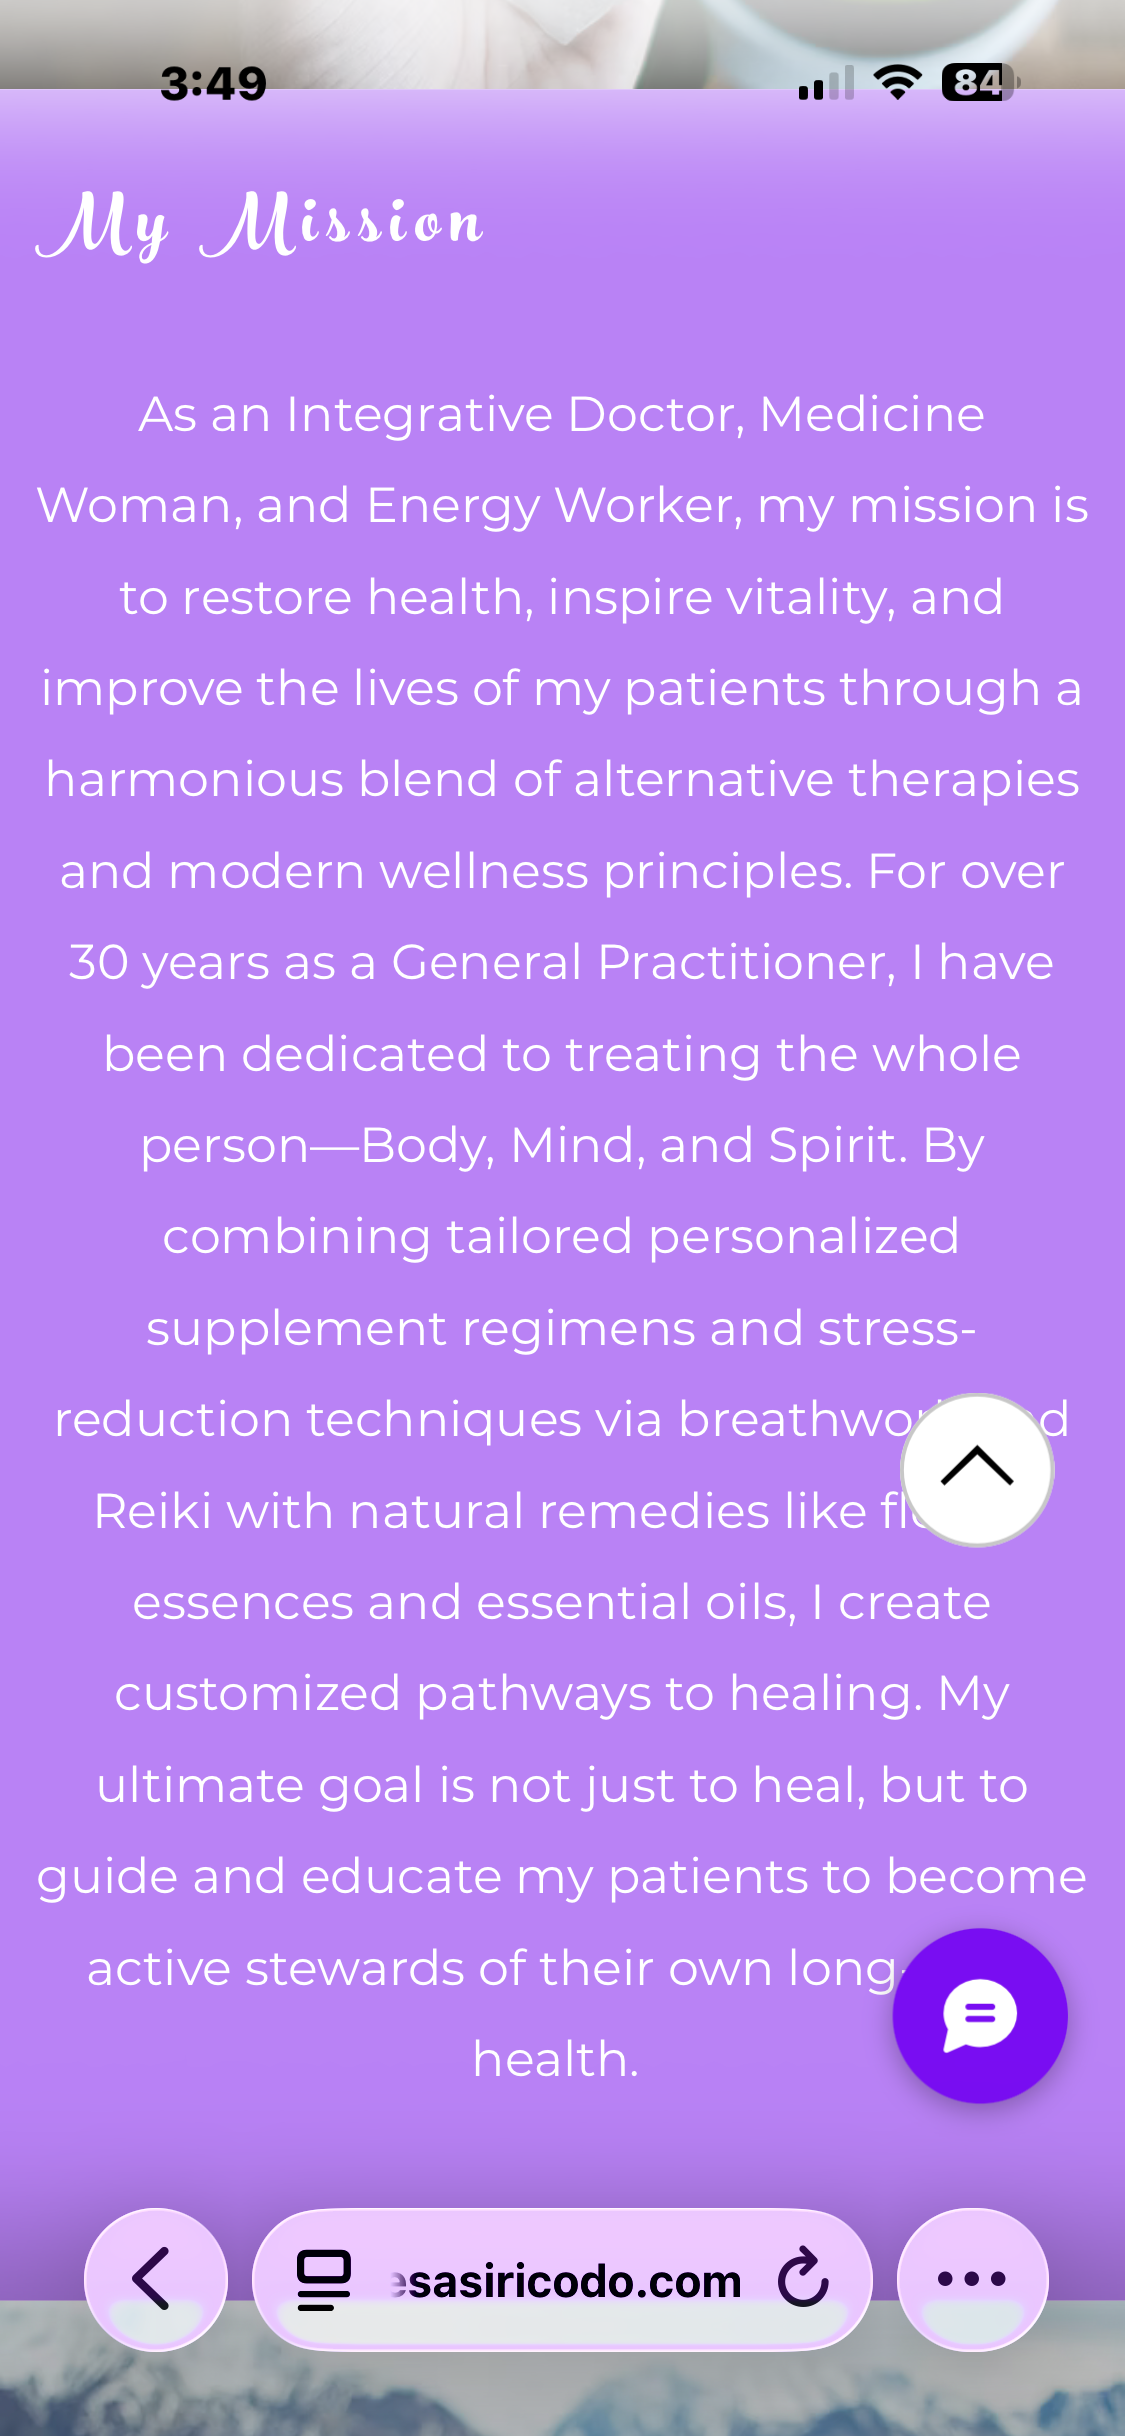 3:49
84
My Mission
As an Integrative Doctor, Medicine
Woman, and Energy Worker, my mission is
to restore health, inspire vitality, and
improve the lives of my patients through a
harmonious blend of alternative therapies
and modern wellness principles. For over
30 years as a General Practitioner, I have
been dedicated to treating the whole
person—Body, Mind, and Spirit. By
combining tailored personalized
supplement regimens and stress-
reduction techniques via
Reiki with natural remedies like
essences and essential oils, I create
customized pathways to healing. My
ultimate goal is not just to heal, but to
guide and educate my patients to become
active stewards of their own long-
health.
esasiricodo.com